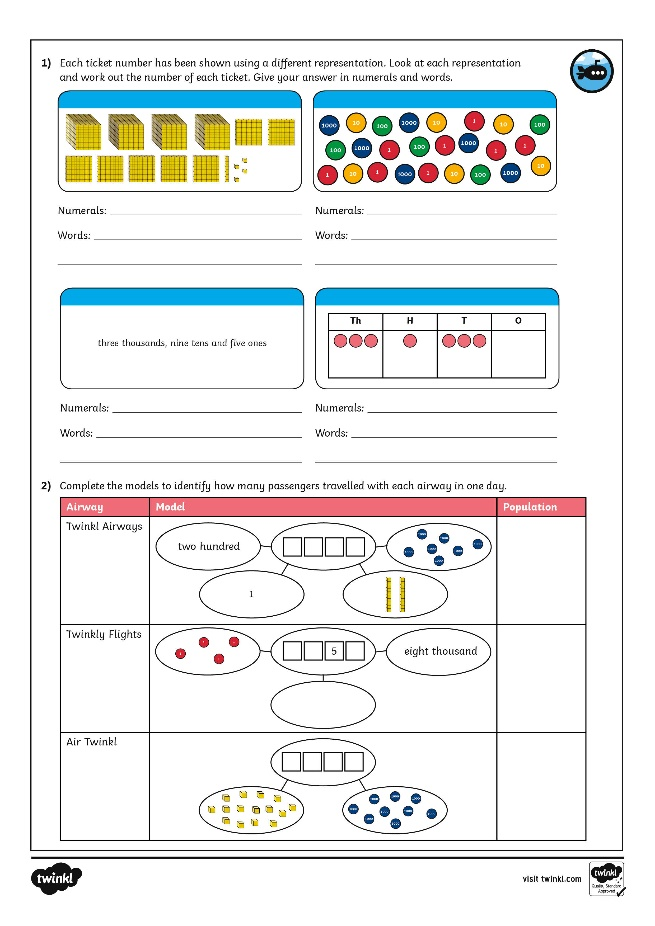 1) Each ticket number has been shown using a different representation. Look at each representation
and work out the number of each ticket. Give your answer in numerals and words.
1000 10 100 1000 10 1 10 100
100 1000 1 100 1 1000 1 1
1 10 1 1000 1 10 100 1000 10
Numerals:
Numerals:
Words:
Words:
three thousands, nine tens and five ones
Th H T O
Numerals:
Numerals:
Words:
Words:
2) Complete the models to identify how many passengers travelled with each airway in one day.
Airway Model Population
Twinkl Airways
two hundred
1
Twinkly Flights
5
eight thousand
Air Twinkl
twinkl
visit twinkl.com
twinkl
Quality Standard
Approved